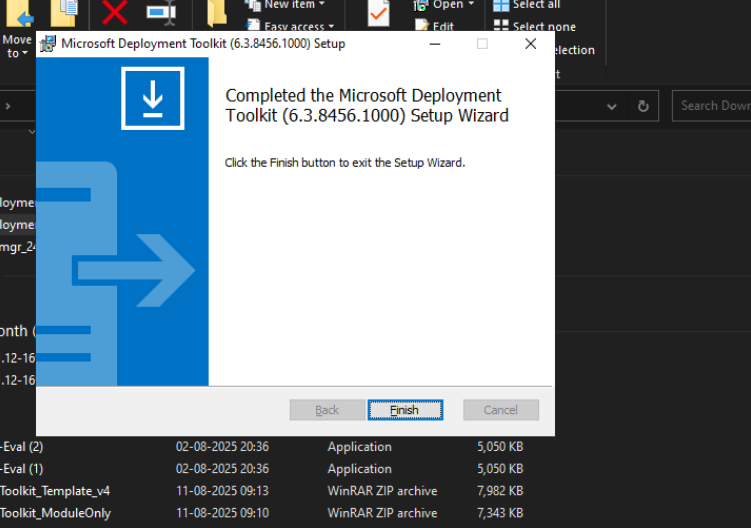 New item
Open
Select all
Move
to
Easy access
Edit
Select none
election
t
Microsoft Deployment Toolkit (6.3.8456.1000) Setup
Search Down
Completed the Microsoft Deployment
Toolkit (6.3.8456.1000) Setup Wizard
Click the Finish button to exit the Setup Wizard.
loyme
loyme
mgr_24
onth (
.12-16
.12-16
Back
Finish
Cancel
-Eval (2) 02-08-2025 20:36 Application 5,050 KB
-Eval (1) 02-08-2025 20:36 Application 5,050 KB
Toolkit_Template_v4 11-08-2025 09:13 WinRAR ZIP archive 7,982 KB
Toolkit_ModuleOnly 11-08-2025 09:10 WinRAR ZIP archive 7,343 KB